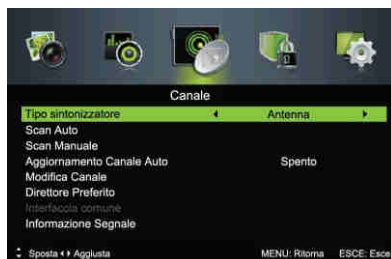 Canale
Tipo sintonizzatore Antenna
Scan Auto
Scan Manuale
Aggiornamento Canale Auto Spento
Modifica Canale
Direttore Preferito
Interfaccia comune
Informazione Segnale
Sposta Aggiusta MENU: Ritorna ESCE: Esce